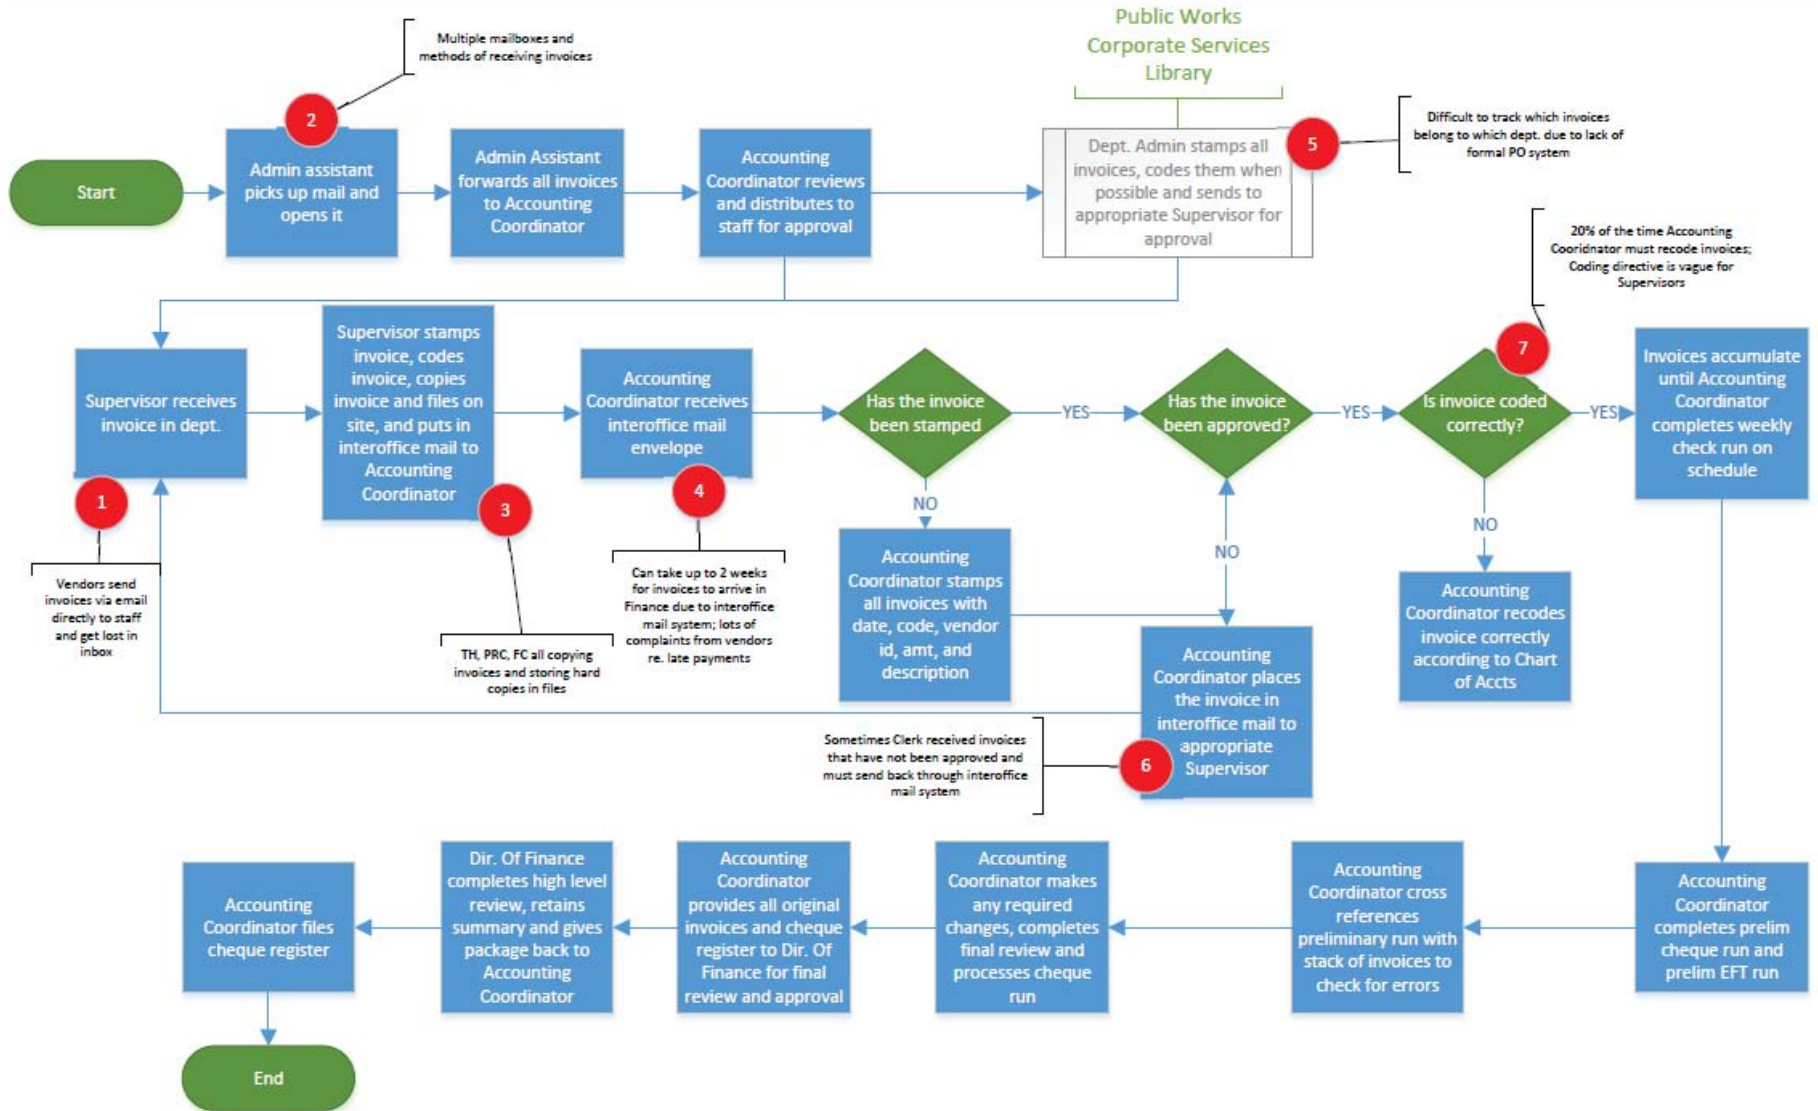 Public Works
Corporate Services
Library
Multiple mailboxes and
methods of receiving invoices
2
5
Difficult to track which invoices
belong to which dept. due to lack of
formal PO system
Start
Admin assistant
picks up mail and
opens it
Admin Assistant
forwards all invoices
to Accounting
Coordinator
Accounting
Coordinator reviews
and distributes to
staff for approval
Dept. Admin stamps all
invoices, codes them when
possible and sends to
appropriate Supervisor for
approval
20% of the time Accounting
Cooridnator must recode invoices;
Coding directive is vague for
Supervisors
7
Supervisor receives
invoice in dept.
Supervisor stamps
invoice, codes
invoice, copies
invoice and files on
site, and puts in
interoffice mail to
Accounting
Coordinator
Accounting
Coordinator receives
interoffice mail
envelope
Has the invoice
been stamped
YES
Has the invoice
been approved?
YES
Is invoice coded
correctly?
YES
Invoices accumulate
until Accounting
Coordinator
completes weekly
check run on
schedule
1
3
4
NO
NO
NO
Vendors send
invoices via email
directly to staff
and get lost in
inbox
TH, PRC, FC all copying
invoices and storing hard
copies in files
Can take up to 2 weeks
for invoices to arrive in
Finance due to interoffice
mail system; lots of
complaints from vendors
re. late payments
Accounting
Coordinator stamps
all invoices with
date, code, vendor
id, amt, and
description
Accounting
Coordinator places
the invoice in
interoffice mail to
appropriate
Supervisor
Accounting
Coordinator recodes
invoice correctly
according to Chart
of Accts
Sometimes Clerk received invoices
that have not been approved and
must send back through interoffice
mail system
6
Accounting
Coordinator files
cheque register
Dir. Of Finance
completes high level
review, retains
summary and gives
package back to
Accounting
Coordinator
Accounting
Coordinator
provides all original
invoices and cheque
register to Dir. Of
Finance for final
review and approval
Accounting
Coordinator makes
any required
changes, completes
final review and
processes cheque
run
Accounting
Coordinator cross
references
preliminary run with
stack of invoices to
check for errors
Accounting
Coordinator
completes prelim
cheque run and
prelim EFT run
End